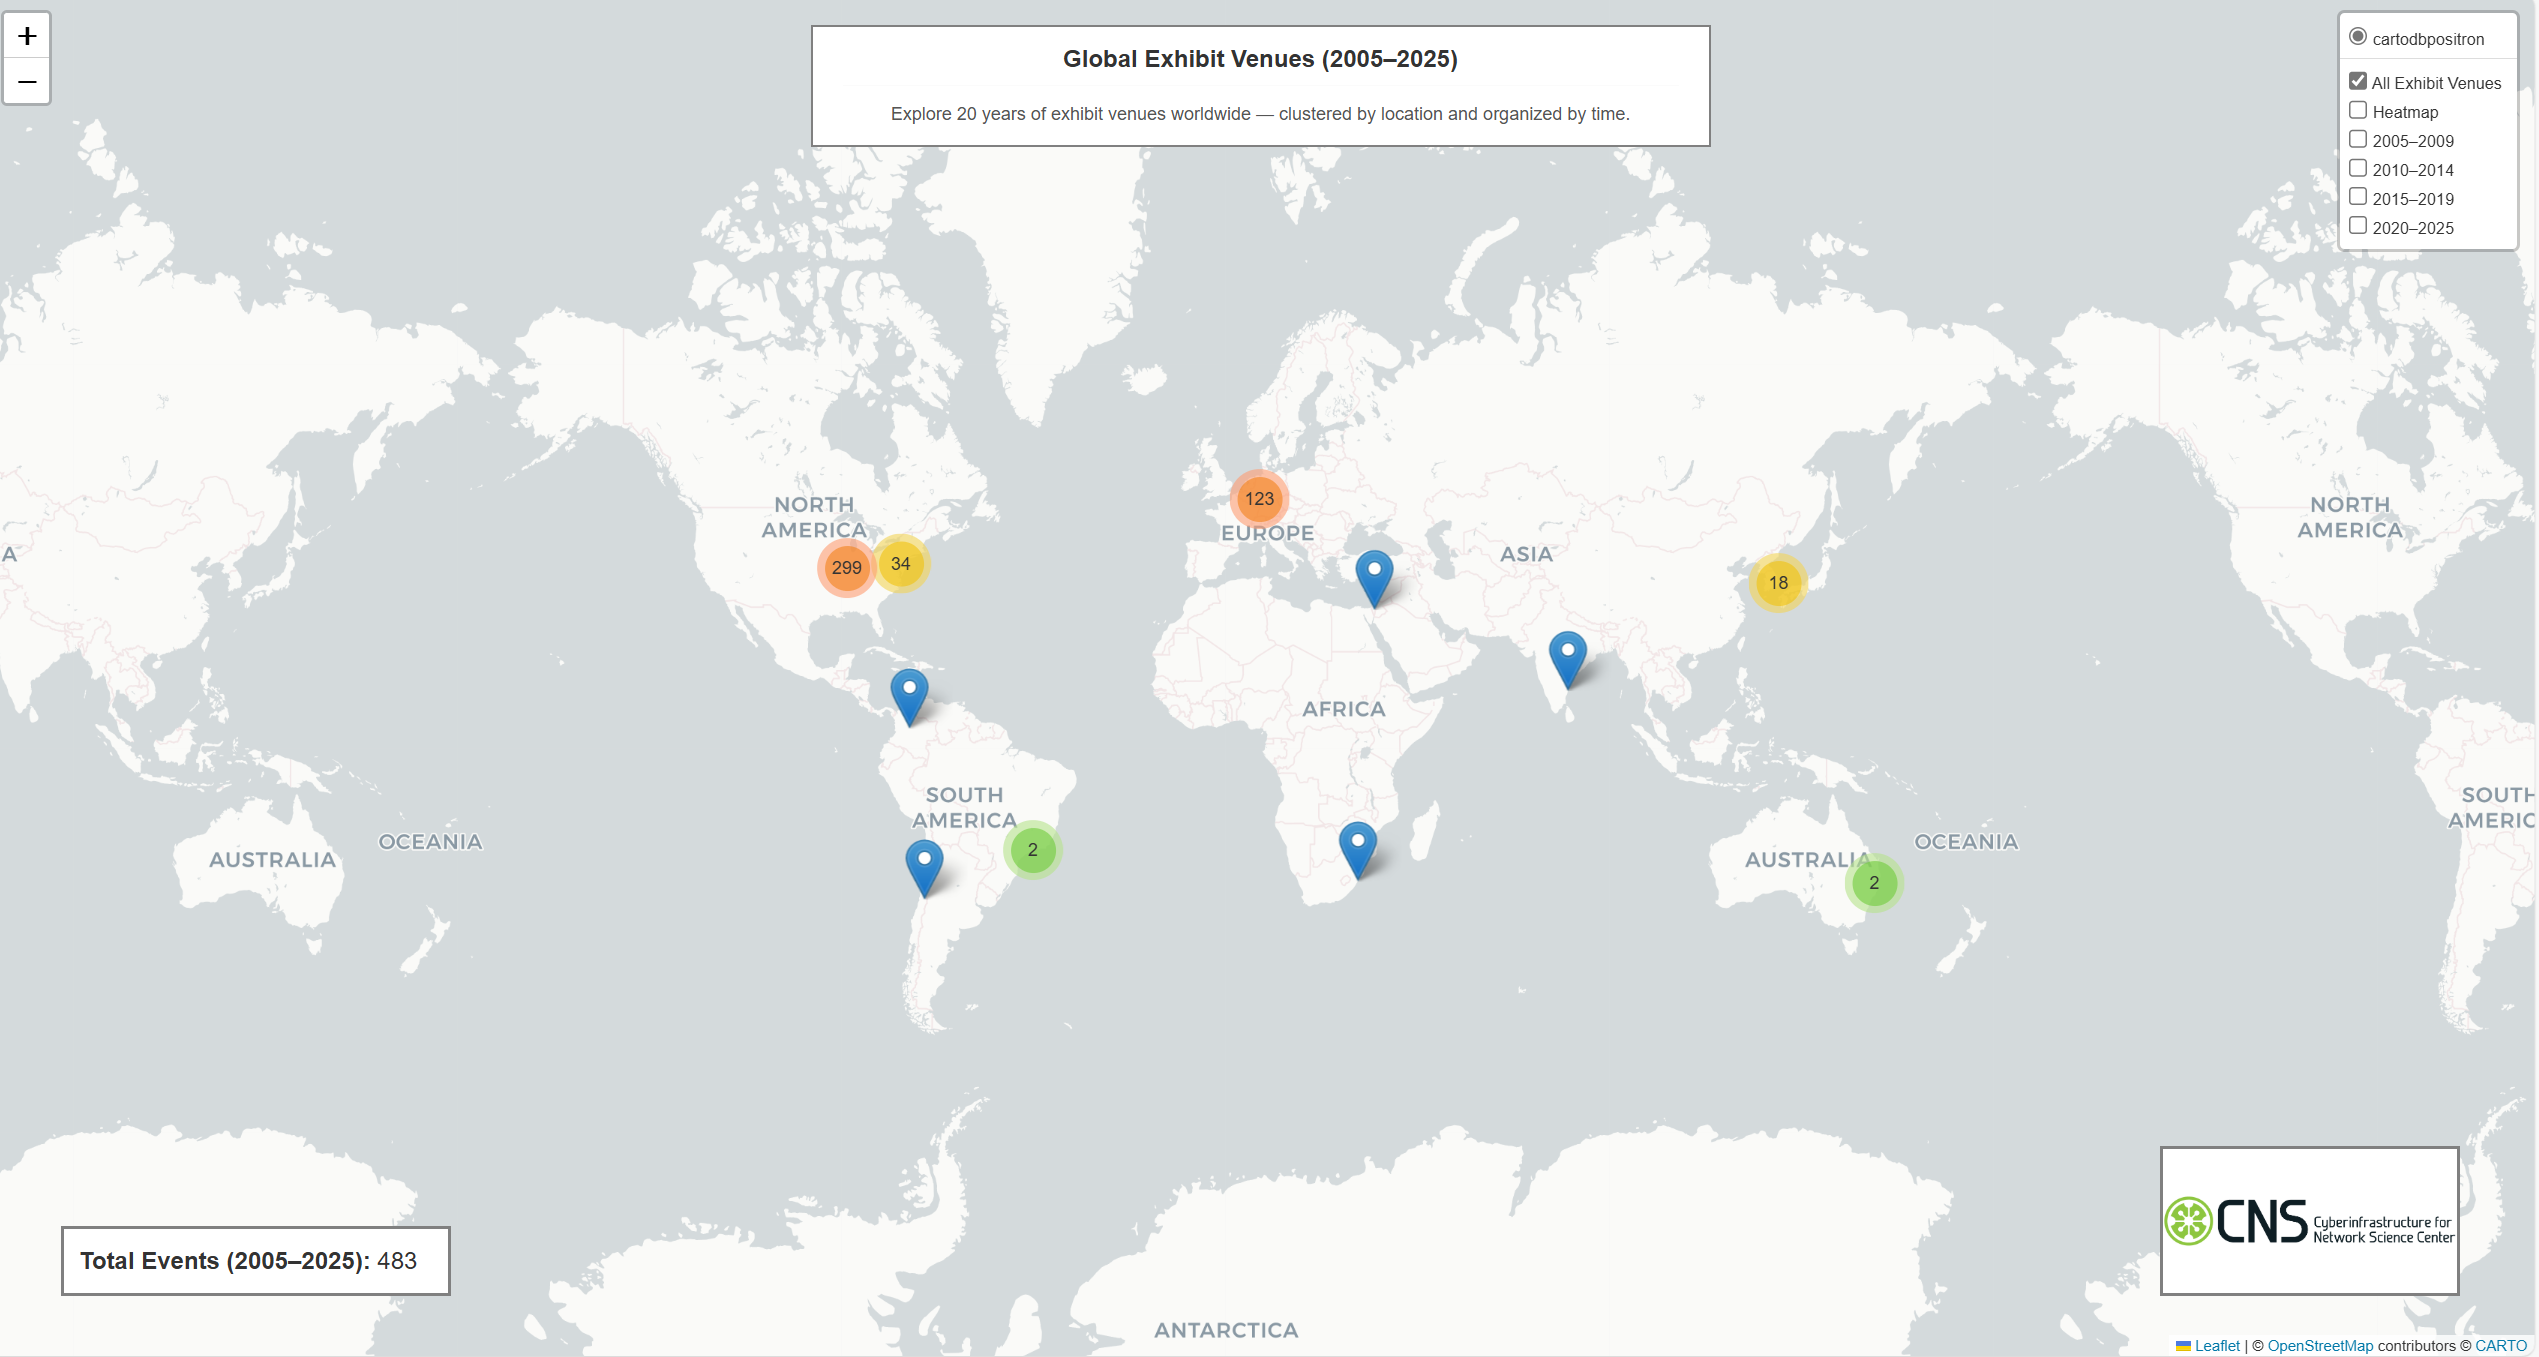 +
−
Global Exhibit Venues (2005–2025)
Explore 20 years of exhibit venues worldwide — clustered by location and organized by time.
cartodbpositron
All Exhibit Venues
Heatmap
2005–2009
2010–2014
2015–2019
2020–2025
NORTH
AMERICA
299
34
123
EUROPE
ASIA
18
NORTH
AMERICA
A
AFRICA
SOUTH
AMERICA
2
SOUTH
AMERIC
OCEANIA
AUSTRALIA
OCEANIA
AUSTRALIA
2
Total Events (2005–2025): 483
CNS
Cyberinfrastructure for
Network Science Center
ANTARCTICA
Leaflet | © OpenStreetMap contributors © CARTO